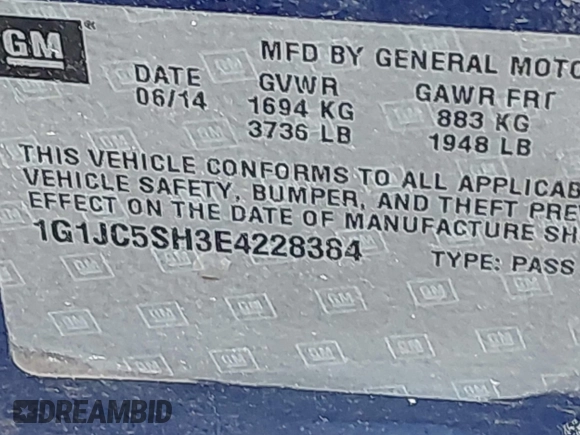 GM ®
MFD BY GENERAL MOTO
DATE GVWR GAWR FRT
06/14 1694 KG 883 KG
3736 LB 1948 LB
THIS VEHICLE CONFORMS TO ALL APPLICAB
VEHICLE SAFETY, BUMPER, AND THEFT PRE
EFFECT ON THE DATE OF MANUFACTURE SH
1G1JC5SH3E4228384 TYPE: PASS
DREAMBID